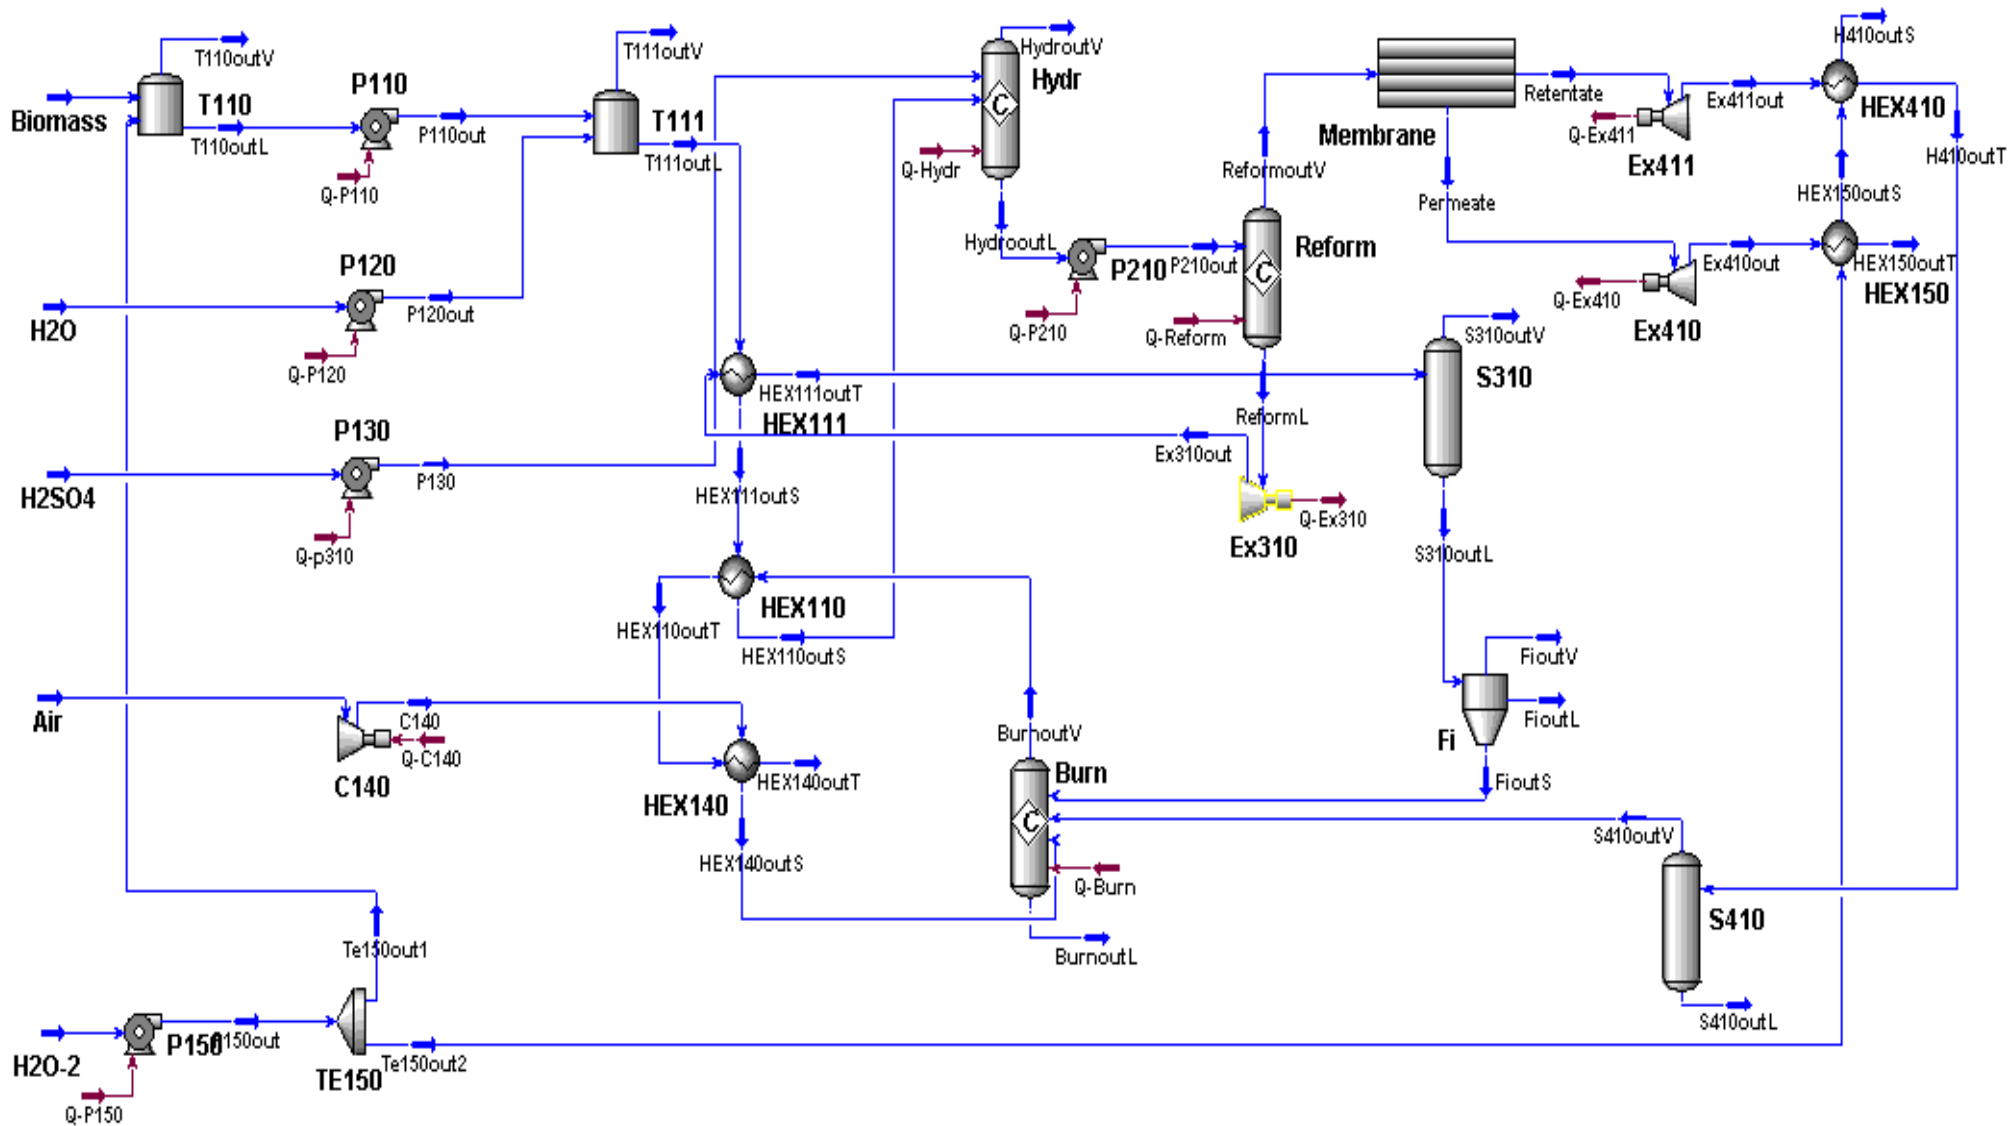 H410outS
T110outV
T111outV
HydroutV
Hydr
P110
Biomass
T110
P110out
T110outL
T111
T111outL
Q-P110
Q-Hydr
Membrane
Retentate
Ex411out
HEX410
Q-Ex411
Ex411
H410outT
ReformoutV
Permeate
HEX150outS
HydrooutL
P210
P210out
Reform
Ex410out
HEX150outT
HEX150
P120
H2O
P120out
Q-P120
Q-P210
Q-Reform
Q-Ex410
Ex410
S310outV
S310
HEX111outT
HEX111
ReformL
Ex310out
P130
H2SO4
P130
Q-p310
HEX111outS
Q-Ex310
Ex310
S310outL
HEX110
HEX110outT
HEX110outS
FioutV
FioutL
Fi
FioutS
Air
C140
Q-C140
C140
HEX140outT
HEX140
HEX140outS
BurnoutV
Burn
Q-Burn
BurnoutL
S410outV
S410
S410outL
Te150out1
H2O-2
P150
P150out
TE150
Te150out2
Q-P150